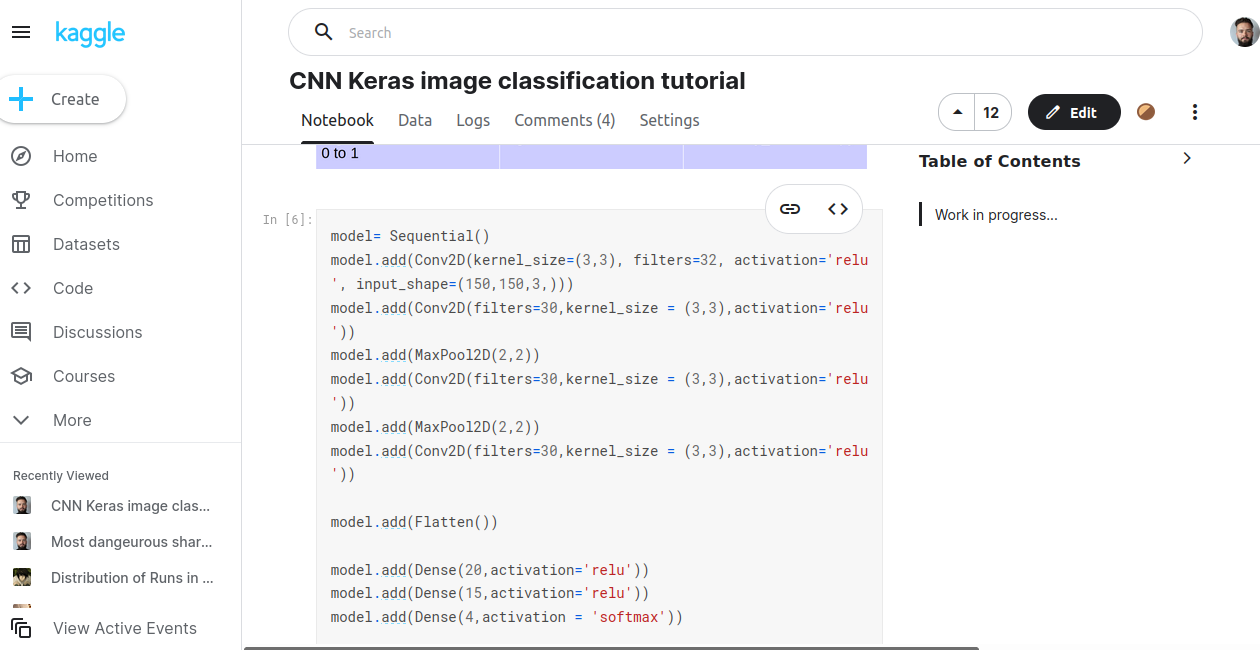 kaggle
Search
Create
Home
Competitions
Datasets
Code
Discussions
Courses
More
Recently Viewed
CNN Keras image clas...
Most dangeurous shar...
Distribution of Runs in ...
View Active Events
CNN Keras image classification tutorial
Notebook Data Logs Comments (4) Settings
12 Edit
0 to 1
In [6]:
model= Sequential()
model.add(Conv2D(kernel_size=(3,3), filters=32, activation='relu
', input_shape=(150,150,3,)))
model.add(Conv2D(filters=30,kernel_size = (3,3),activation='relu
'))
model.add(MaxPool2D(2,2))
model.add(Conv2D(filters=30,kernel_size = (3,3),activation='relu
'))
model.add(MaxPool2D(2,2))
model.add(Conv2D(filters=30,kernel_size = (3,3),activation='relu
'))
model.add(Flatten())
model.add(Dense(20,activation='relu'))
model.add(Dense(15,activation='relu'))
model.add(Dense(4,activation = 'softmax'))
Table of Contents
Work in progress...